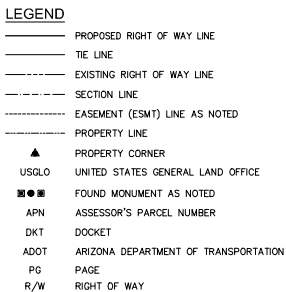 LEGEND
PROPOSED RIGHT OF WAY LINE
TIE LINE
EXISTING RIGHT OF WAY LINE
SECTION LINE
EASEMENT (ESMT) LINE AS NOTED
PROPERTY LINE
PROPERTY CORNER
USGLO UNITED STATES GENERAL LAND OFFICE
FOUND MONUMENT AS NOTED
APN ASSESSOR'S PARCEL NUMBER
DKT DOCKET
ADOT ARIZONA DEPARTMENT OF TRANSPORTATION
PG PAGE
R/W RIGHT OF WAY